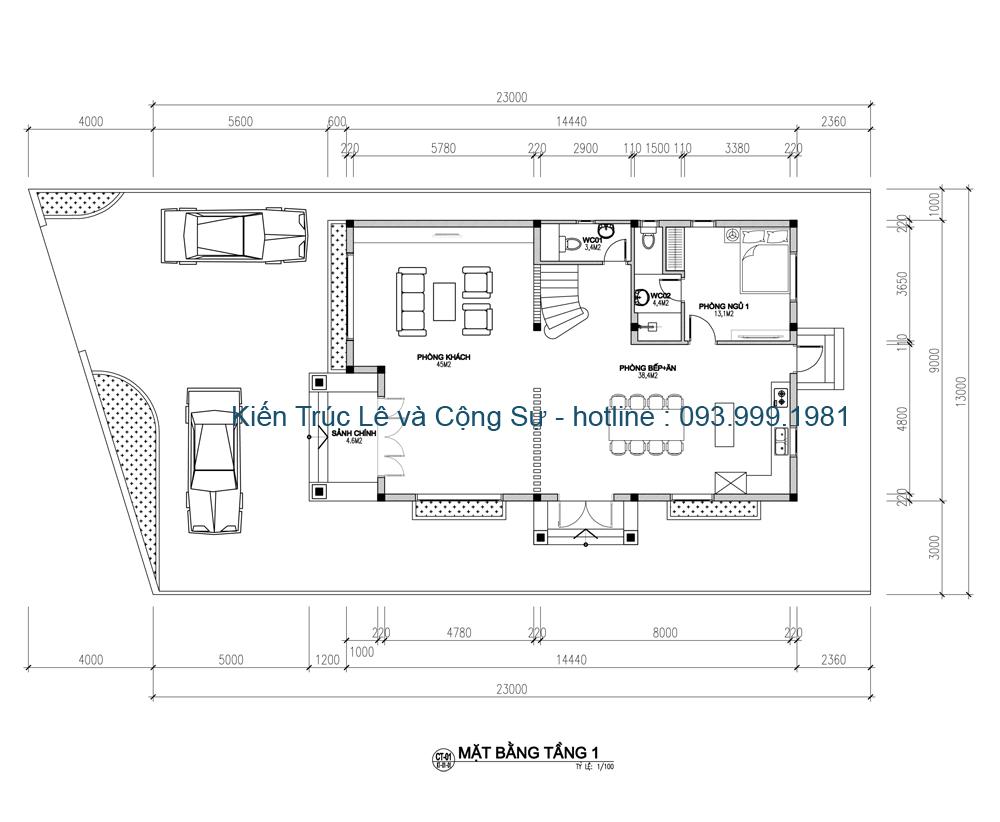 23000
4000 5600 600 14440 2360
220 5780 220 2900 110 1500 110 3380 220
WC01
3,4M2
WC02
4,4M2
PHÒNG NGỦ 1
13,1M2
PHÒNG KHÁCH
45M2
PHÒNG BẾP+ĂN
38,4M2
Kiến Trúc Lê và Cộng Sự - hotline : 093.999.1981
SẢNH CHÍNH
4,6M2
1000
220
3650
110
9000
13000
4800
220
3000
220 4780 220 8000 220
1000
4000 5000 1200 14440 2360
23000
CT-01
MẶT BẰNG TẦNG 1
TỶ LỆ: 1/100